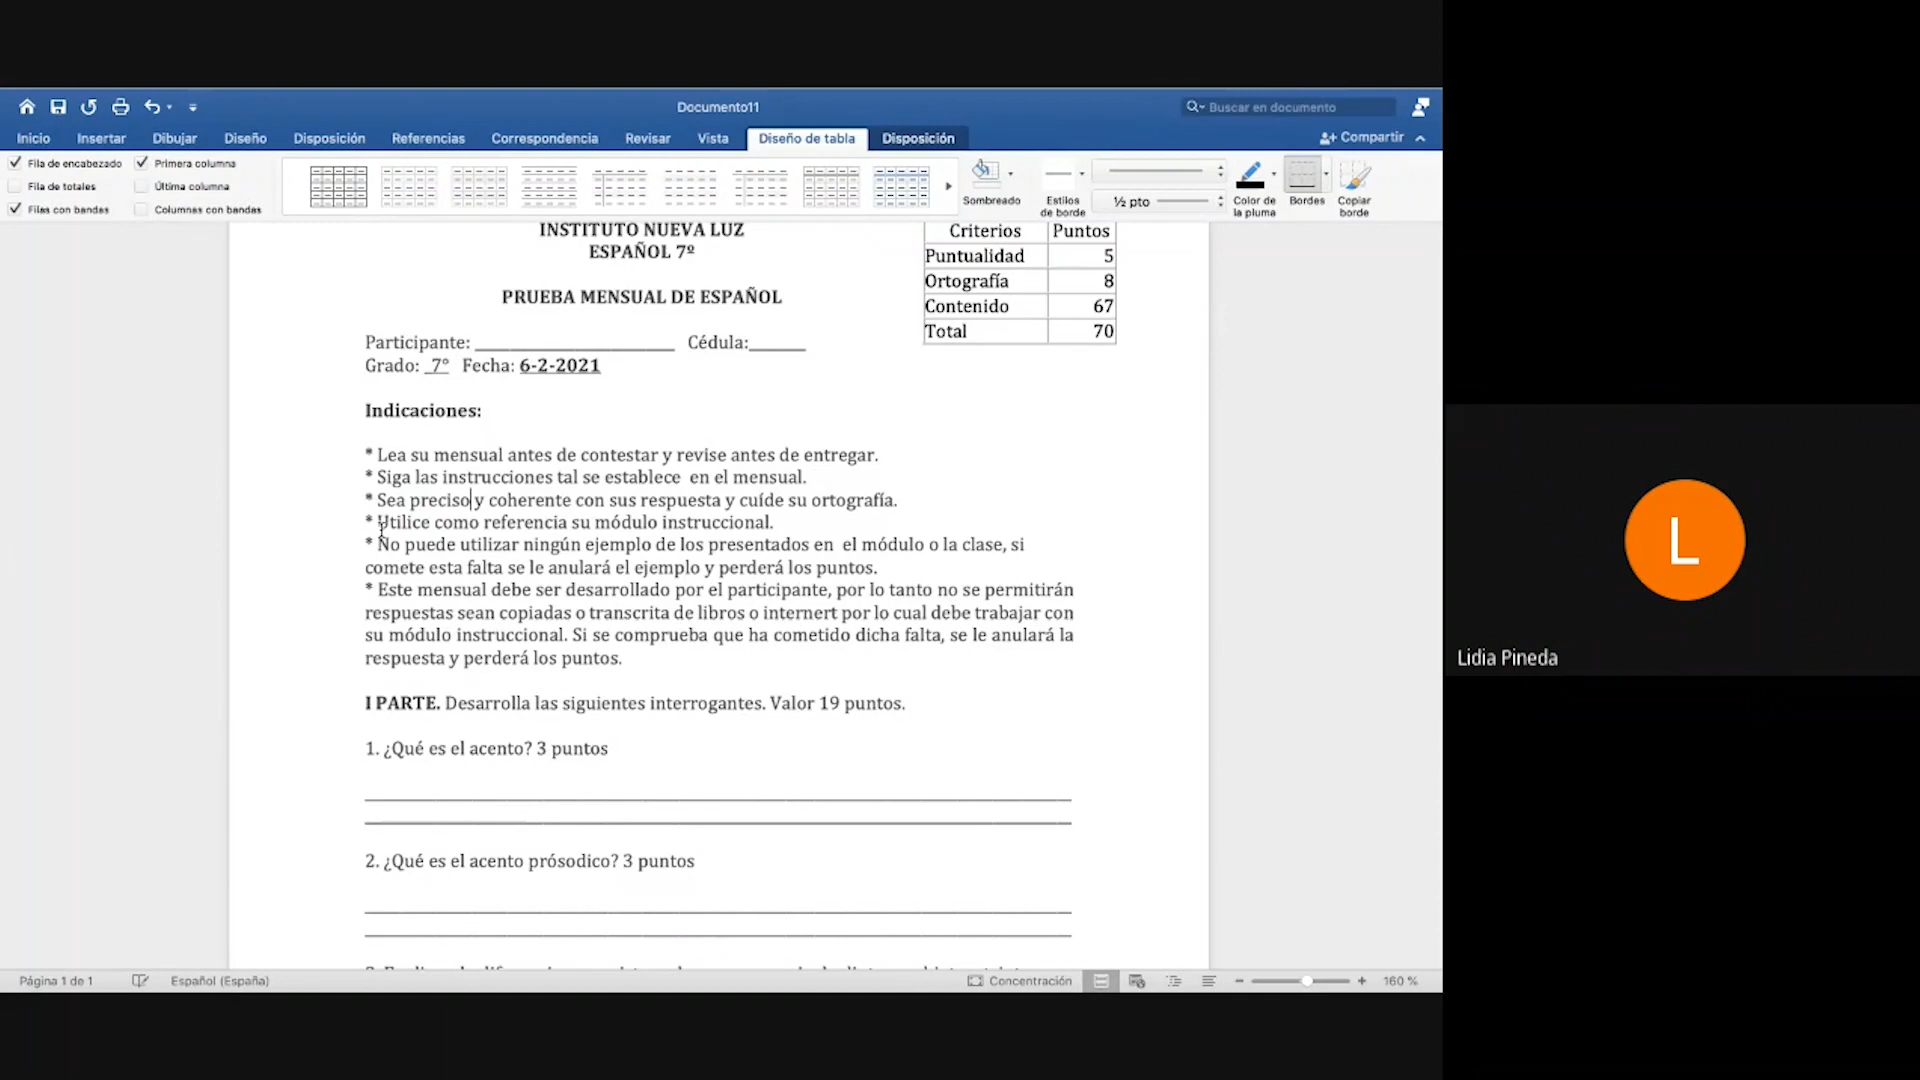 Documento11
Buscar en documento
Inicio Insertar Dibujar Diseño Disposición Referencias Correspondencia Revisar Vista Diseño de tabla Disposición Compartir
Fila de encabezado Primera columna
Fila de totales Última columna
Filas con bandas Columnas con bandas
Sombreado
Estilos de borde
½ pto
Color de la pluma
Bordes
Copiar borde
INSTITUTO NUEVA LUZ
ESPAÑOL 7º
PRUEBA MENSUAL DE ESPAÑOL
Criterios Puntos
Puntualidad 5
Ortografía 8
Contenido 67
Total 70
Participante: ________________________ Cédula:_______
Grado: _7°_ Fecha: 6-2-2021
Indicaciones:
* Lea su mensual antes de contestar y revise antes de entregar.
* Siga las instrucciones tal se establece en el mensual.
* Sea preciso y coherente con sus respuesta y cuíde su ortografía.
* Utilice como referencia su módulo instruccional.
* No puede utilizar ningún ejemplo de los presentados en el módulo o la clase, si
comete esta falta se le anulará el ejemplo y perderá los puntos.
* Este mensual debe ser desarrollado por el participante, por lo tanto no se permitirán
respuestas sean copiadas o transcrita de libros o internert por lo cual debe trabajar con
su módulo instruccional. Si se comprueba que ha cometido dicha falta, se le anulará la
respuesta y perderá los puntos.
I PARTE. Desarrolla las siguientes interrogantes. Valor 19 puntos.
1. ¿Qué es el acento? 3 puntos
2. ¿Qué es el acento prósodico? 3 puntos
Página 1 de 1 Español (España) Concentración 160 %
L
Lidia Pineda